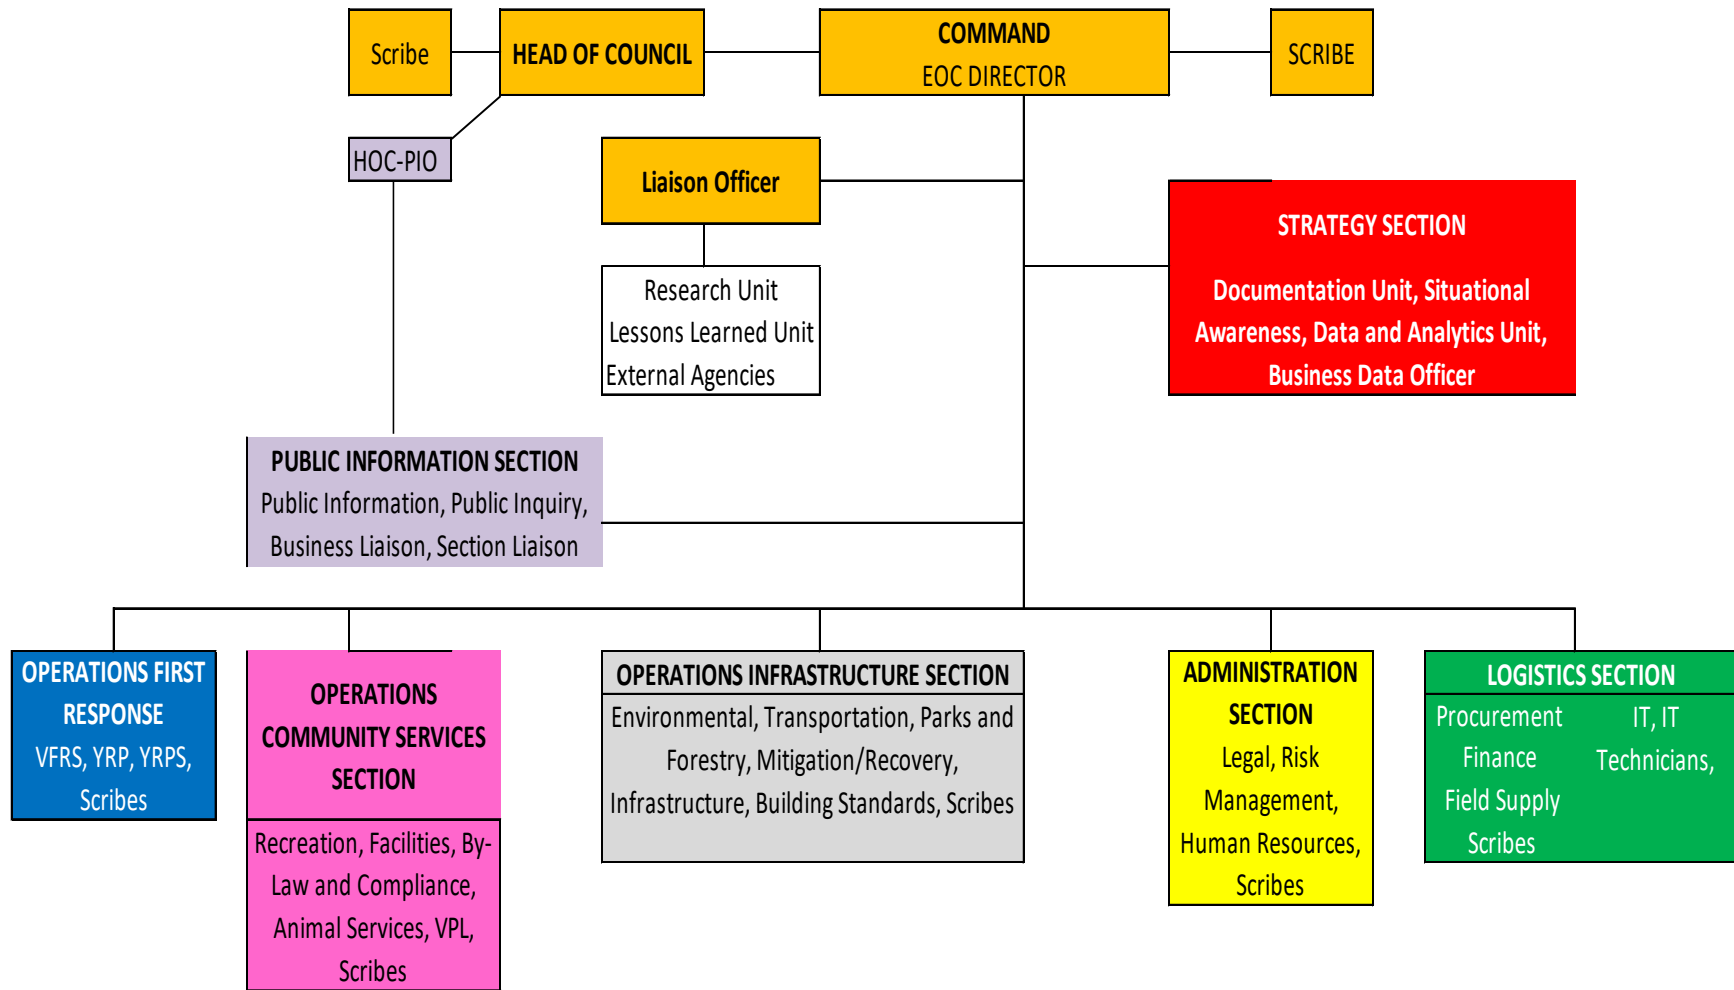 Scribe
HEAD OF COUNCIL
COMMAND
EOC DIRECTOR
SCRIBE
HOC-PIO
Liaison Officer
Research Unit
Lessons Learned Unit
External Agencies
STRATEGY SECTION
Documentation Unit, Situational
Awareness, Data and Analytics Unit,
Business Data Officer
PUBLIC INFORMATION SECTION
Public Information, Public Inquiry,
Business Liaison, Section Liaison
OPERATIONS FIRST
RESPONSE
VFRS, YRP, YRPS,
Scribes
OPERATIONS
COMMUNITY SERVICES
SECTION
Recreation, Facilities, By-
Law and Compliance,
Animal Services, VPL,
Scribes
OPERATIONS INFRASTRUCTURE SECTION
Environmental, Transportation, Parks and
Forestry, Mitigation/Recovery,
Infrastructure, Building Standards, Scribes
ADMINISTRATION
SECTION
Legal, Risk
Management,
Human Resources,
Scribes
LOGISTICS SECTION
Procurement
Finance
Field Supply
Scribes
IT, IT
Technicians,